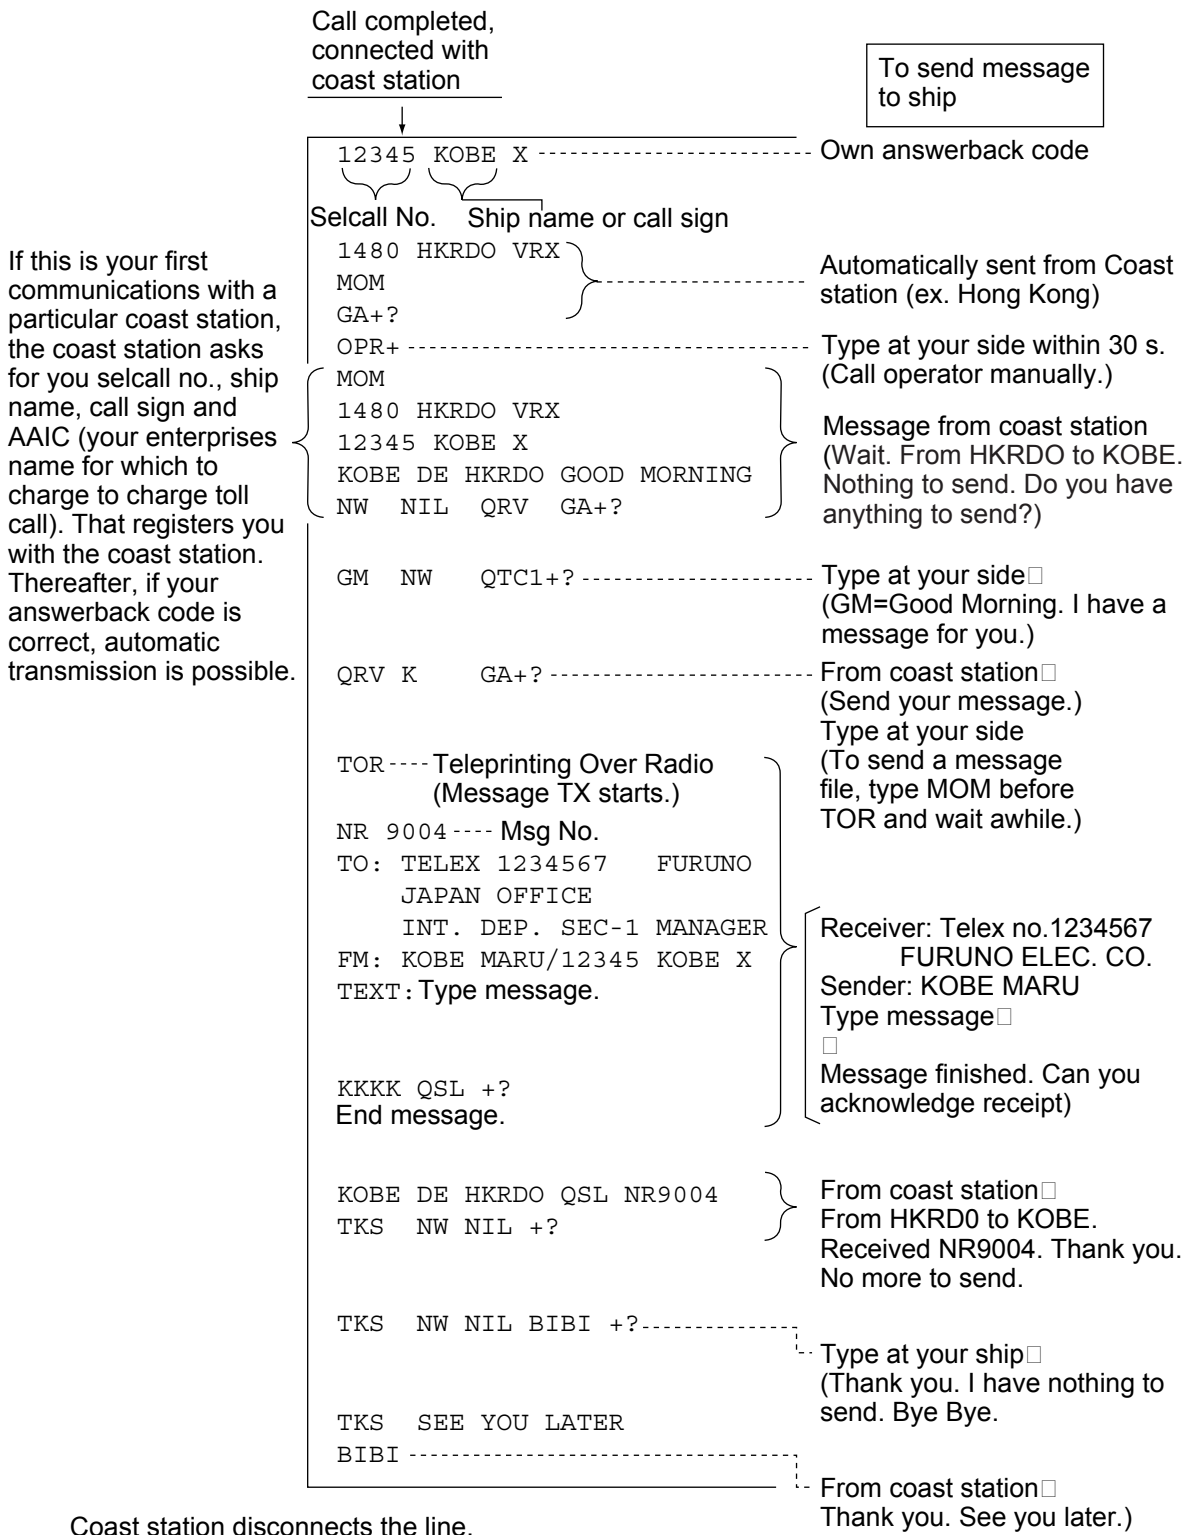 Call completed,
connected with
coast station
To send message
to ship
12345 KOBE X
Own answerback code
Selcall No.
Ship name or call sign
1480 HKRDO VRX
MOM
GA+?
Automatically sent from Coast
station (ex. Hong Kong)
OPR+
Type at your side within 30 s.
(Call operator manually.)
If this is your first
communications with a
particular coast station,
the coast station asks
for you selcall no., ship
name, call sign and
AAIC (your enterprises
name for which to
charge to charge toll
call). That registers you
with the coast station.
Thereafter, if your
answerback code is
correct, automatic
transmission is possible.
MOM
1480 HKRDO VRX
12345 KOBE X
KOBE DE HKRDO GOOD MORNING
NW NIL QRV GA+?
Message from coast station
(Wait. From HKRDO to KOBE.
Nothing to send. Do you have
anything to send?)
GM NW QTC1+?
Type at your side
(GM=Good Morning. I have a
message for you.)
QRV K GA+?
From coast station
(Send your message.)
Type at your side
(To send a message
file, type MOM before
TOR and wait awhile.)
TOR
Teleprinting Over Radio
(Message TX starts.)
NR 9004
Msg No.
TO: TELEX 1234567 FURUNO
JAPAN OFFICE
INT. DEP. SEC-1 MANAGER
FM: KOBE MARU/12345 KOBE X
TEXT: Type message.
KKKK QSL +?
End message.
Receiver: Telex no.1234567
FURUNO ELEC. CO.
Sender: KOBE MARU
Type message
Message finished. Can you
acknowledge receipt)
KOBE DE HKRDO QSL NR9004
TKS NW NIL +?
From coast station
From HKRD0 to KOBE.
Received NR9004. Thank you.
No more to send.
TKS NW NIL BIBI +?
Type at your ship
(Thank you. I have nothing to
send. Bye Bye.
TKS SEE YOU LATER
BIBI
From coast station
Thank you. See you later.)
Coast station disconnects the line.